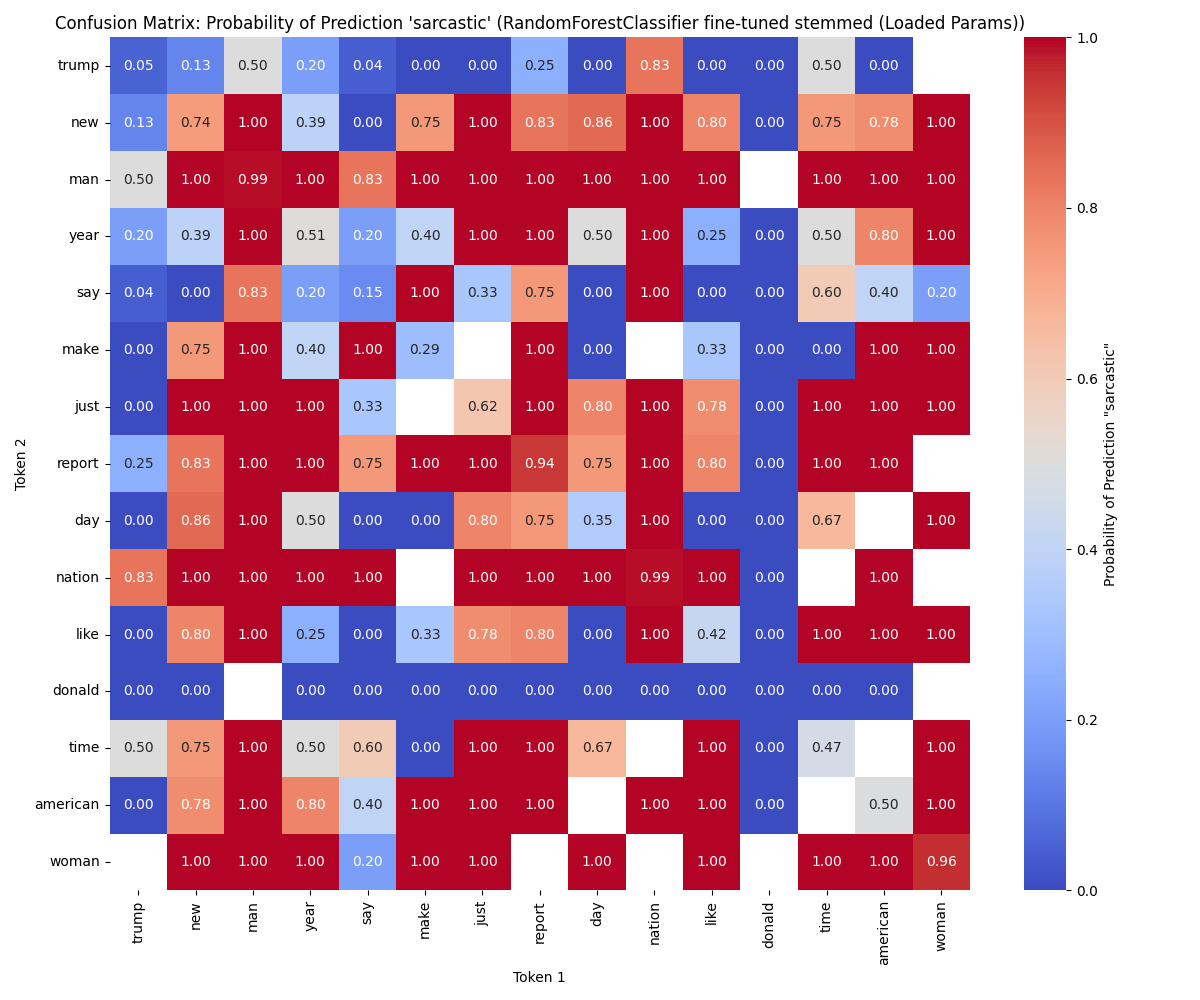 Confusion Matrix: Probability of Prediction 'sarcastic' (RandomForestClassifier fine-tuned stemmed (Loaded Params))
trump 0.05 0.13 0.50 0.20 0.04 0.00 0.00 0.25 0.00 0.83 0.00 0.00 0.50 0.00
new 0.13 0.74 1.00 0.39 0.00 0.75 1.00 0.83 0.86 1.00 0.80 0.00 0.75 0.78 1.00
man 0.50 1.00 0.99 1.00 0.83 1.00 1.00 1.00 1.00 1.00 1.00 1.00 1.00 1.00
year 0.20 0.39 1.00 0.51 0.20 0.40 1.00 1.00 0.50 1.00 0.25 0.00 0.50 0.80 1.00
say 0.04 0.00 0.83 0.20 0.15 1.00 0.33 0.75 0.00 1.00 0.00 0.00 0.60 0.40 0.20
make 0.00 0.75 1.00 0.40 1.00 0.29 1.00 0.00 0.33 0.00 0.00 1.00 1.00
just 0.00 1.00 1.00 1.00 0.33 0.62 1.00 0.80 1.00 0.78 0.00 1.00 1.00 1.00
report 0.25 0.83 1.00 1.00 0.75 1.00 1.00 0.94 0.75 1.00 0.80 0.00 1.00 1.00
day 0.00 0.86 1.00 0.50 0.00 0.00 0.80 0.75 0.35 1.00 0.00 0.00 0.67 1.00
nation 0.83 1.00 1.00 1.00 1.00 1.00 1.00 1.00 0.99 1.00 0.00 1.00
like 0.00 0.80 1.00 0.25 0.00 0.33 0.78 0.80 0.00 1.00 0.42 0.00 1.00 1.00 1.00
donald 0.00 0.00 0.00 0.00 0.00 0.00 0.00 0.00 0.00 0.00 0.00 0.00 0.00
time 0.50 0.75 1.00 0.50 0.60 0.00 1.00 1.00 0.67 1.00 0.00 0.47 1.00
american 0.00 0.78 1.00 0.80 0.40 1.00 1.00 1.00 1.00 1.00 0.00 0.50 1.00
woman 1.00 1.00 1.00 0.20 1.00 1.00 1.00 1.00 1.00 1.00 0.96
trump new man year say make just report day nation like donald time american woman
Token 1
Token 2
1.0
0.8
0.6
0.4
0.2
0.0
Probability of Prediction "sarcastic"